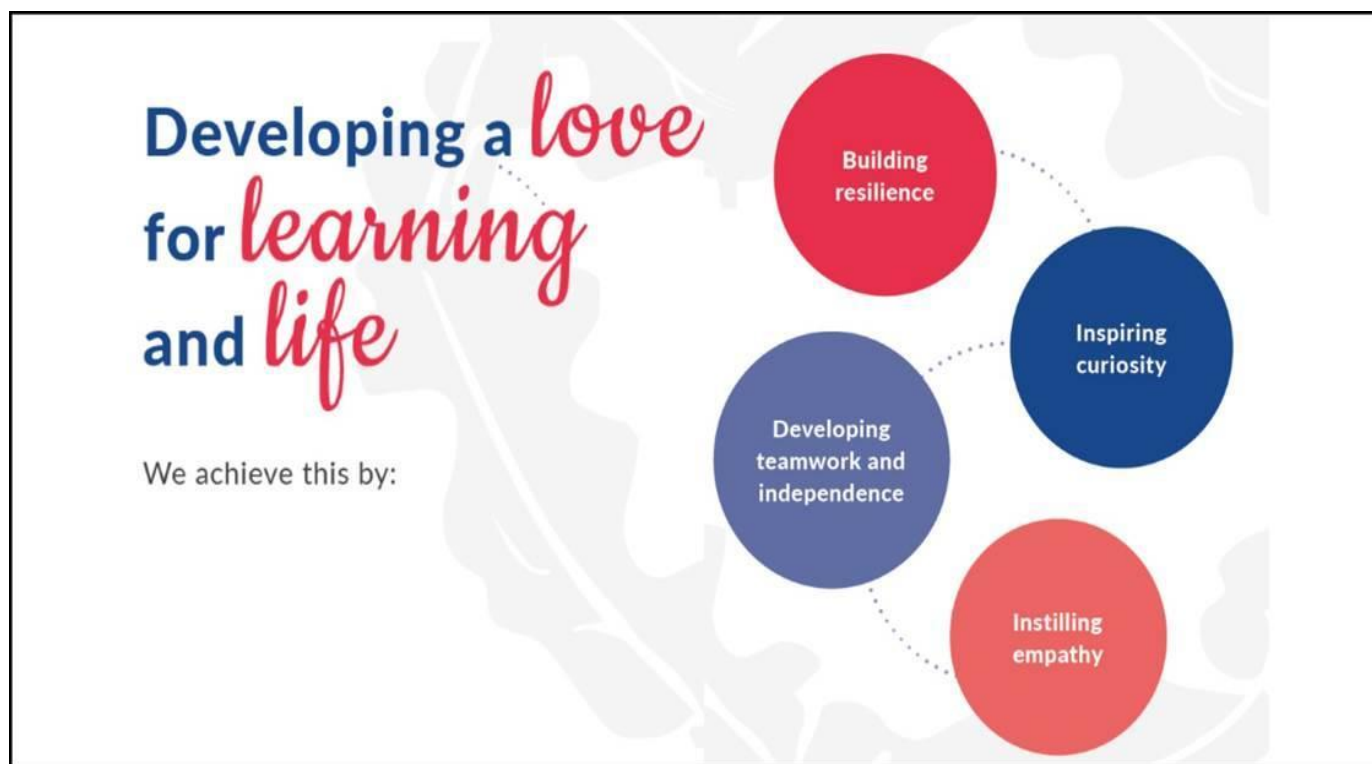 Developing a love
for learning
and life
We achieve this by:
Building
resilience
Inspiring
curiosity
Developing
teamwork and
independence
Instilling
empathy